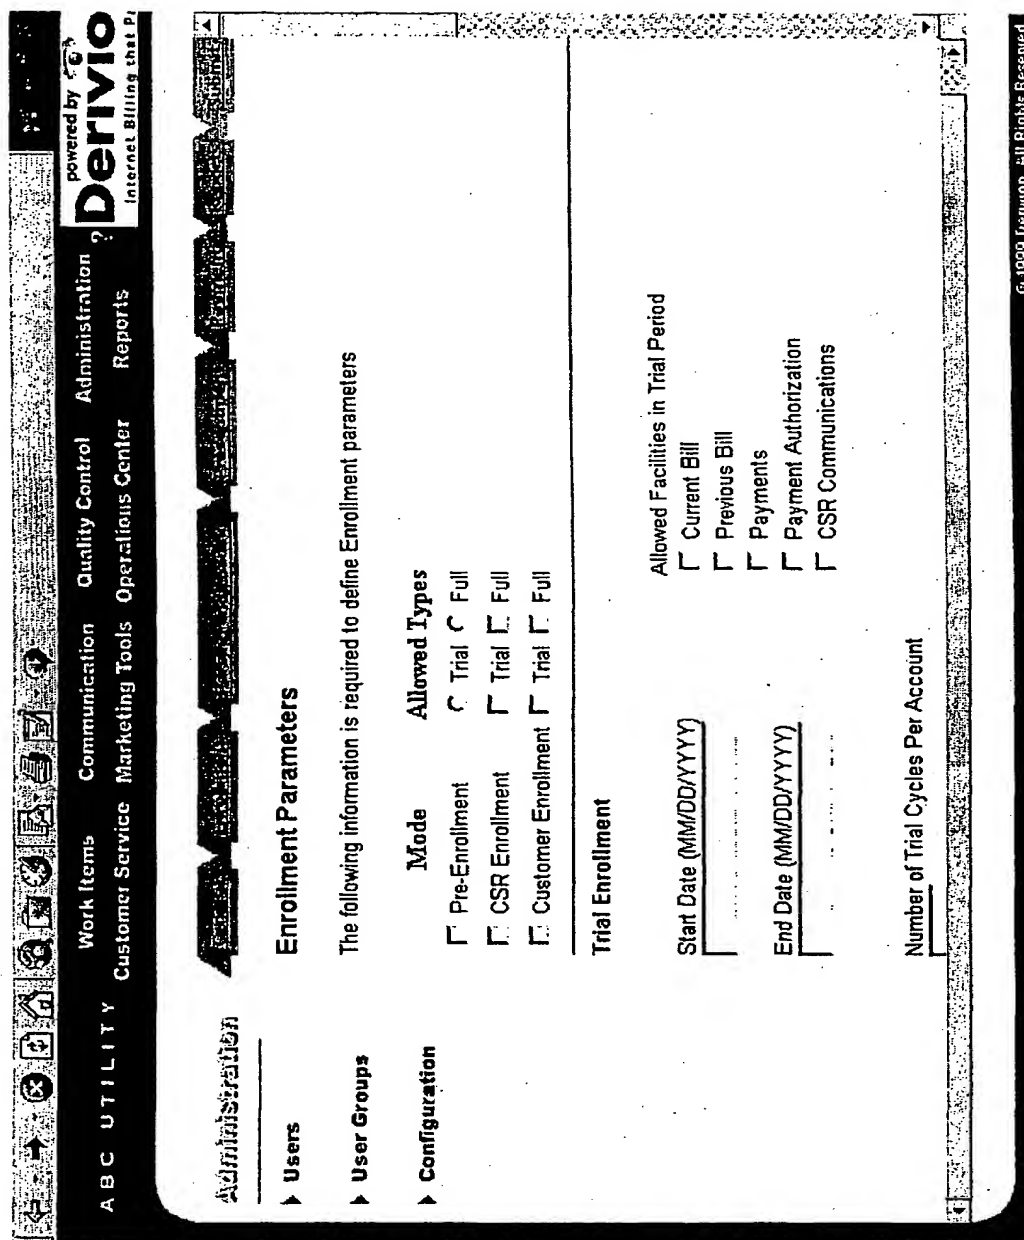 powered by
Derivio
Internet Billing that
Work Items Communication Quality Control Administration ?
ABC UTILITY Customer Service Marketing Tools Operations Center Reports
Administration
Users
User Groups
Configuration
Submit
Enrollment Parameters
The following information is required to define Enrollment parameters
Mode Allowed Types
Pre-Enrollment Trial Full
CSR Enrollment Trial Full
Customer Enrollment Trial Full
Trial Enrollment
Start Date (MM/DD/YYYY)
End Date (MM/DD/YYYY)
Number of Trial Cycles Per Account
Allowed Facilities in Trial Period
Current Bill
Previous Bill
Payments
Payment Authorization
CSR Communications
© 1999 All Rights Reserved